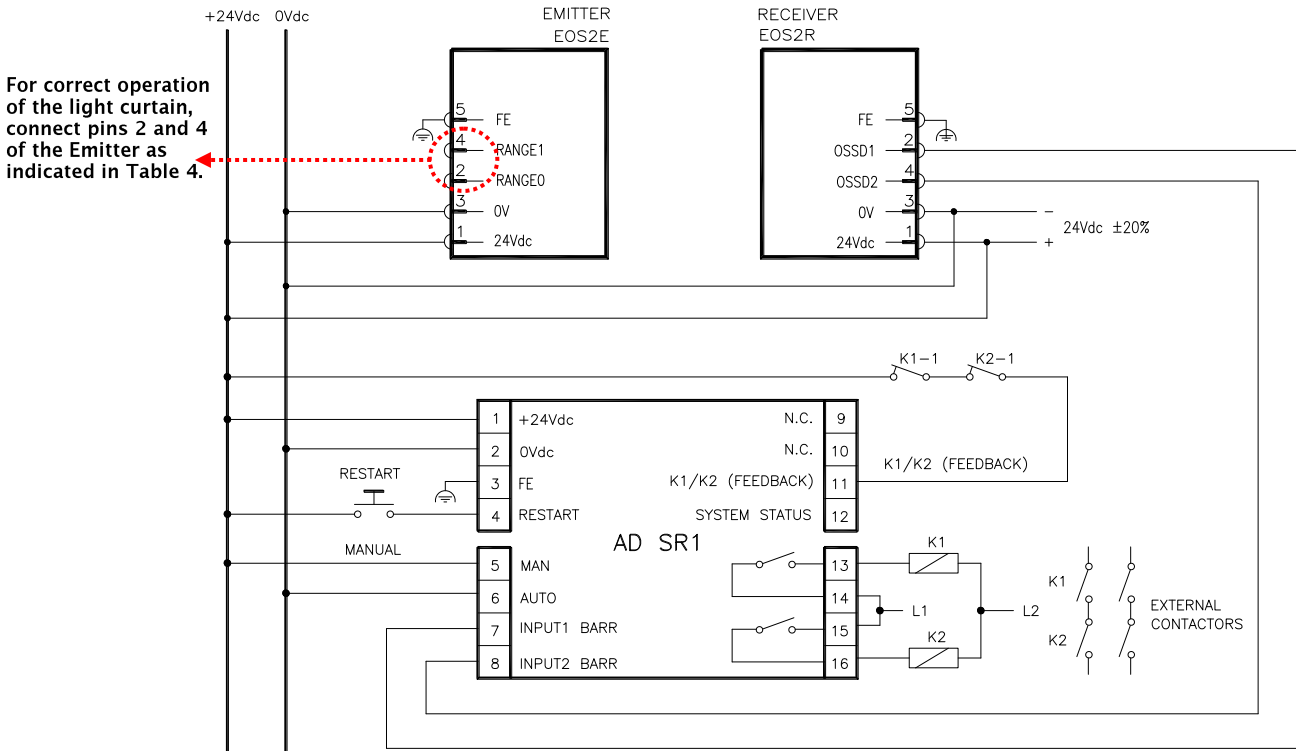 +24Vdc 0Vdc
EMITTER
EOS2E
RECEIVER
EOS2R
For correct operation
of the light curtain,
connect pins 2 and 4
of the Emitter as
indicated in Table 4.
5 FE
4 RANGE1
2 RANGE0
3 0V
1 24Vdc
FE 5
OSSD1 2
OSSD2 4
0V 3
24Vdc 1
-
24Vdc ±20%
+
K1-1 K2-1
1 +24Vdc
2 0Vdc
3 FE
4 RESTART
N.C. 9
N.C. 10
K1/K2 (FEEDBACK) 11
SYSTEM STATUS 12
K1/K2 (FEEDBACK)
RESTART
MANUAL
AD SR1
5 MAN
6 AUTO
7 INPUT1 BARR
8 INPUT2 BARR
13
14
15
16
K1
L1
L2
K2
K1
K2
EXTERNAL
CONTACTORS